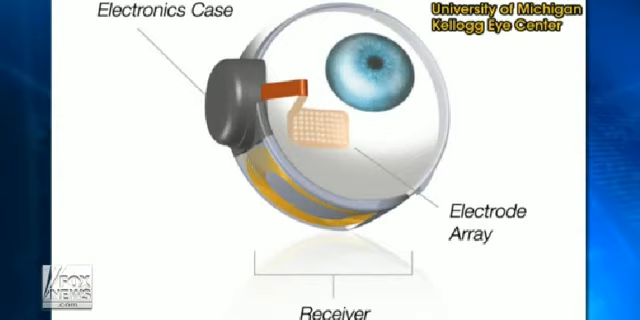 Electronics Case
University of Michigan
Kellogg Eye Center
Electrode
Array
Receiver
FOX
NEWS
.com